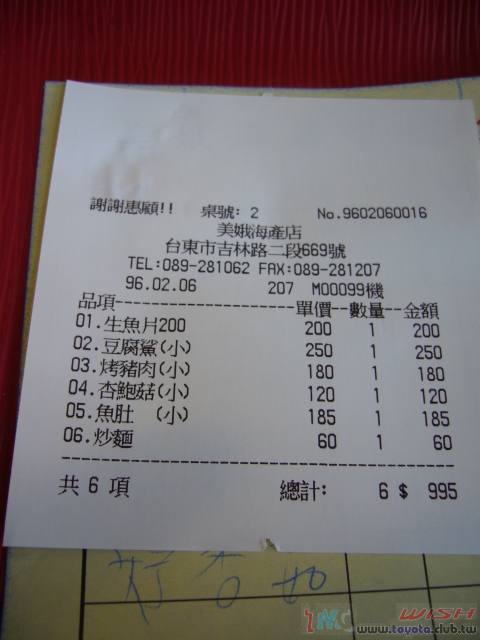 謝謝惠顧!! 桌號: 2 No.9602060016
美娥海產店
台東市吉林路二段669號
TEL:089-281062 FAX:089-281207
96.02.06 207 M00099機
品項----------------------單價--數量--金額
01.生魚片200 200 1 200
02.豆腐鯊(小) 250 1 250
03.烤豬肉(小) 180 1 180
04.杏鮑菇(小) 120 1 120
05.魚肚 (小) 185 1 185
06.炒麵 60 1 60
共 6 項 總計: 6 $ 995
WISH
www.toyota.club.tw